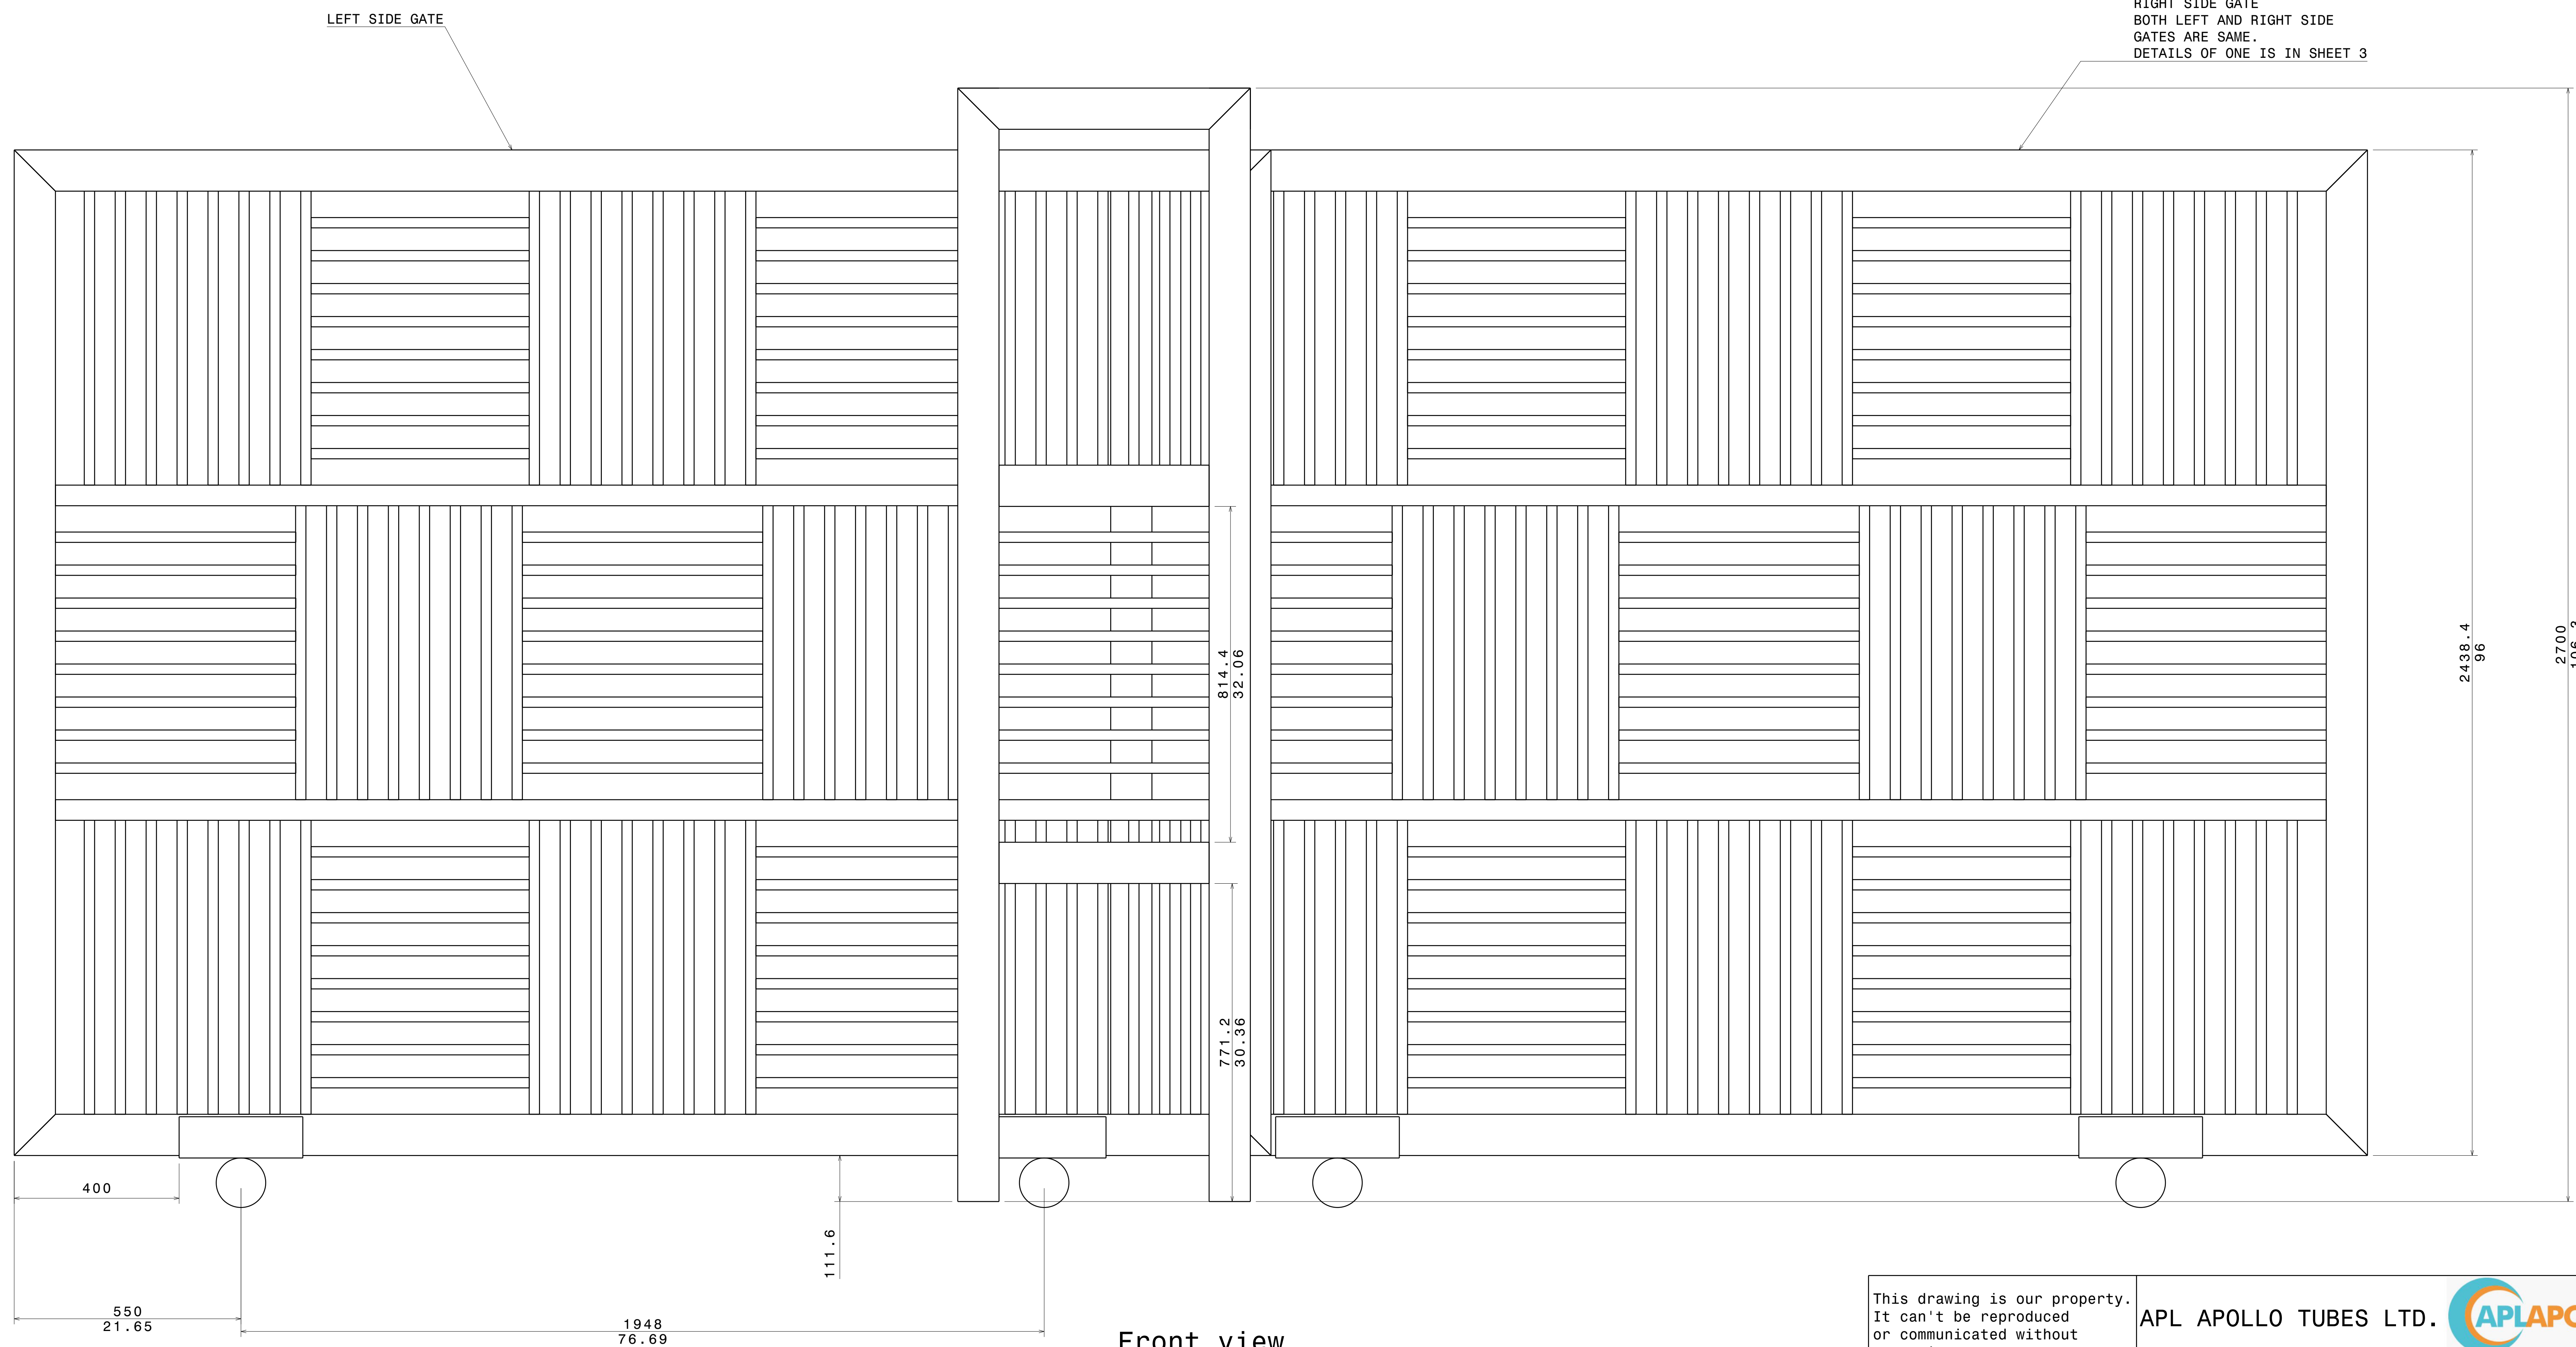 LEFT SIDE GATE
RIGHT SIDE GATE
BOTH LEFT AND RIGHT SIDE
GATES ARE SAME.
DETAILS OF ONE IS IN SHEET 3
814.4
32.06
2438.4
96
2700
106.3
771.2
30.36
400
111.6
550
21.65
1948
76.69
Front view
This drawing is our property.
It can't be reproduced
or communicated without
APL APOLLO TUBES LTD.